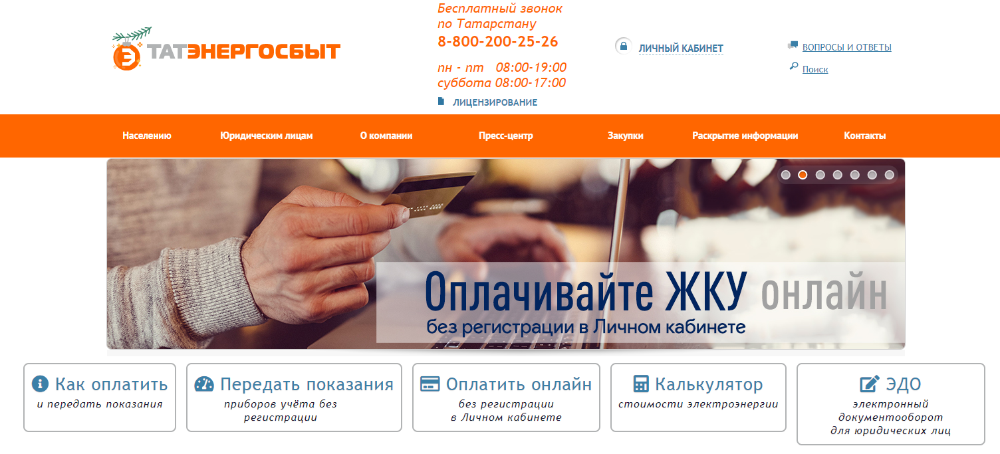 ТАТЭНЕРГОСБЫТ
Бесплатный звонок
по Татарстану
8-800-200-25-26
пн - пт 08:00-19:00
суббота 08:00-17:00
ЛИЦЕНЗИРОВАНИЕ
ЛИЧНЫЙ КАБИНЕТ
ВОПРОСЫ И ОТВЕТЫ
Поиск
Населению
Юридическим лицам
О компании
Пресс-центр
Закупки
Раскрытие информации
Контакты
Оплачивайте ЖКУ онлайн
без регистрации в Личном кабинете
Как оплатить
и передать показания
Передать показания
приборов учёта без
регистрации
Оплатить онлайн
без регистрации
в Личном кабинете
Калькулятор
стоимости электроэнергии
ЭДО
электронный
документооборот
для юридических лиц